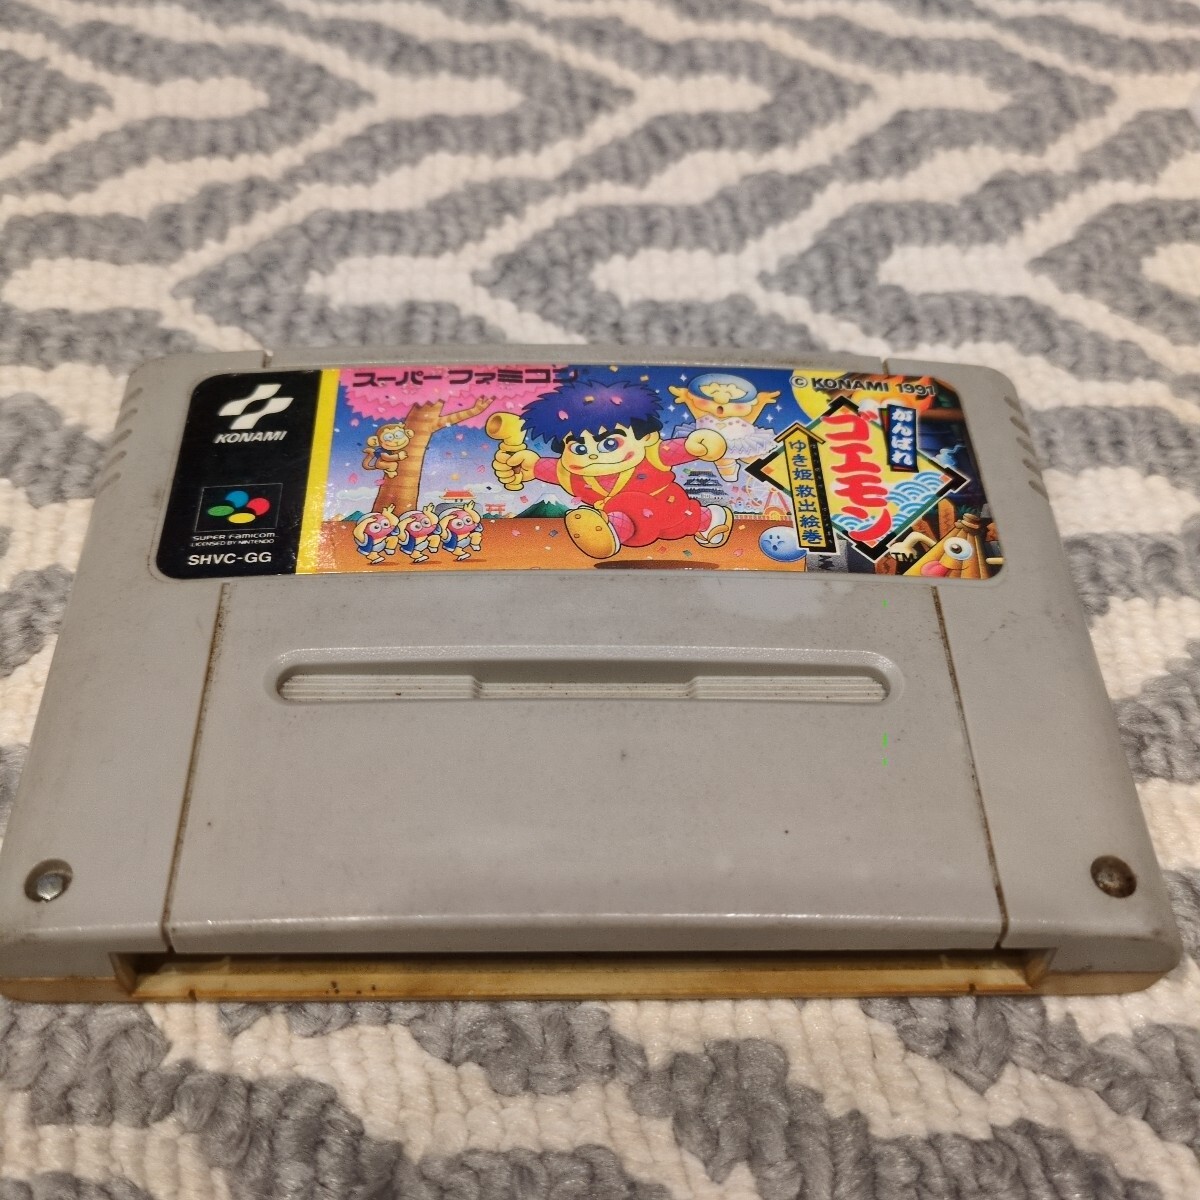 スーパーファミコン
© KONAMI 1991
KONAMI
がんばれ
ゴエモン
ゆき姫救出絵巻
TM
SUPER FAMICOM
LICENSED BY NINTENDO
SHVC-GG